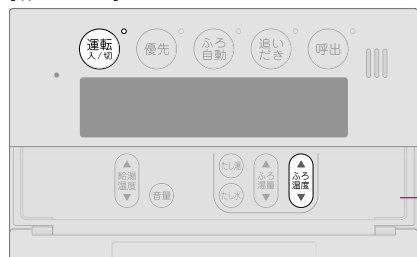 運転
入/切
優先
ふろ
自動
追い
だき
呼出
▲
給湯
温度
▼
音量
たし湯
たし水
▲
ふろ
湯量
▼
▲
ふろ
温度
▼